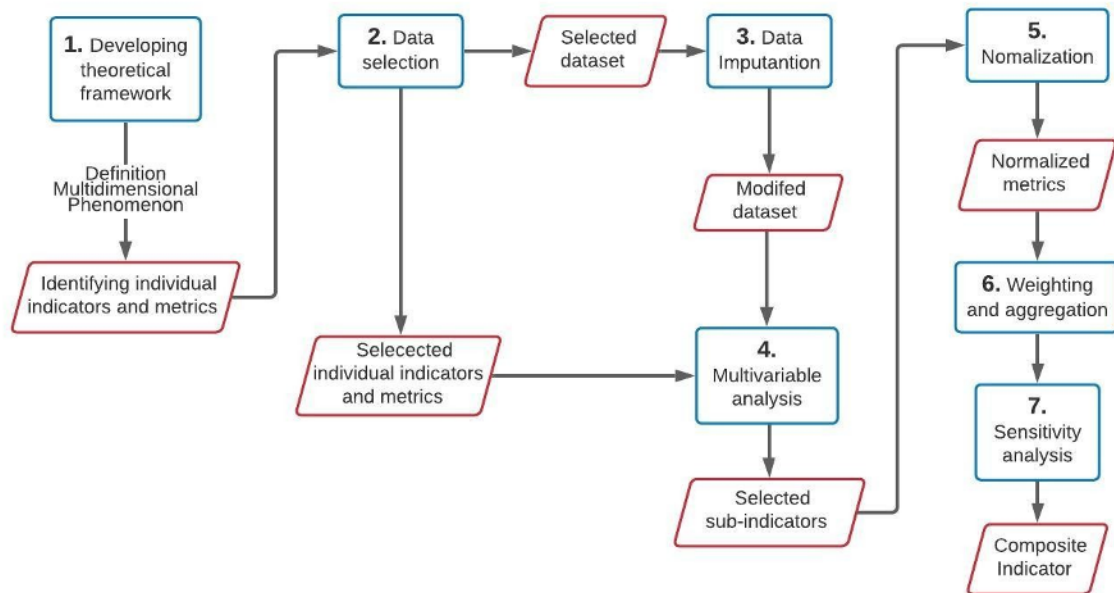 1. Developing
theoretical
framework
Definition
Multidimensional
Phenomenon
Identifying individual
indicators and metrics
2. Data
selection
Selected
dataset
Selecected
individual indicators
and metrics
3. Data
Imputantion
Modifed
dataset
4.
Multivariable
analysis
Selected
sub-indicators
5.
Nomalization
Normalized
metrics
6. Weighting
and aggregation
7.
Sensitivity
analysis
Composite
Indicator